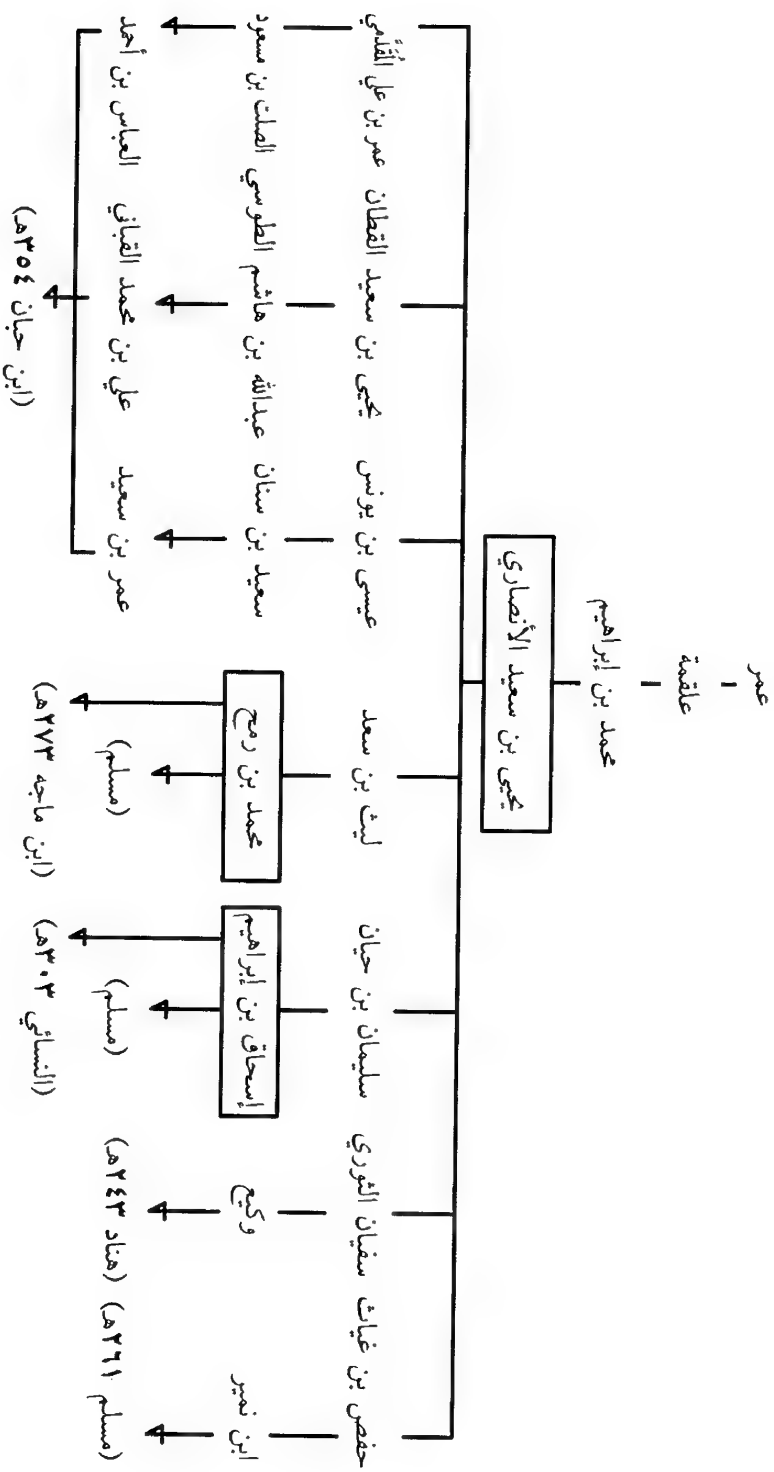 عمر
علقمة
محمد بن إبراهيم
يحيى بن سعيد الأنصاري
حفص بن غياث سفيان الثوري سليمان بن حيان ليث بن سعد عيسى بن يونس يحيى بن سعيد القطان عمر بن علي المُقَدَّمي
ابن نمير وكيع إسحاق بن إبراهيم محمد بن رمح سعيد بن سنان عبدالله بن هاشم الطوسي الصلت بن مسعود
(مسلم ٢٦١هـ) (هناد ٢٤٣هـ) (مسلم) (مسلم) عمر بن سعيد علي بن محمد القباني العباس بن أحمد
(النسائي ٣٠٣هـ) (ابن ماجه ٢٧٣هـ) (ابن حبان ٣٥٤هـ)